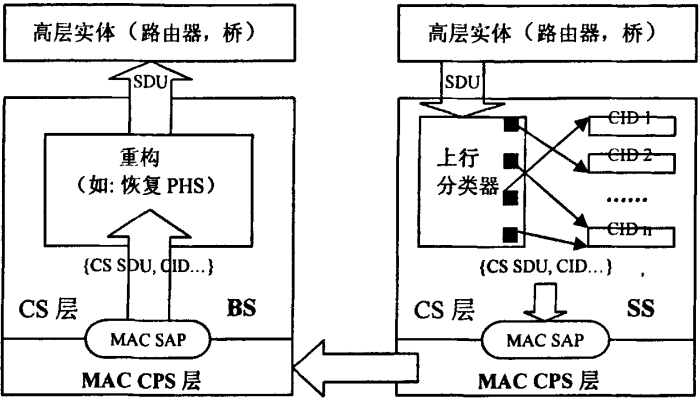 高层实体（路由器，桥）
SDU
重构
（如: 恢复 PHS）
{CS SDU, CID...}
CS 层
BS
MAC SAP
MAC CPS 层
高层实体（路由器，桥）
SDU
上行
分类器
CID 1
CID 2
......
CID n
{CS SDU, CID...}
CS 层
SS
MAC SAP
MAC CPS 层